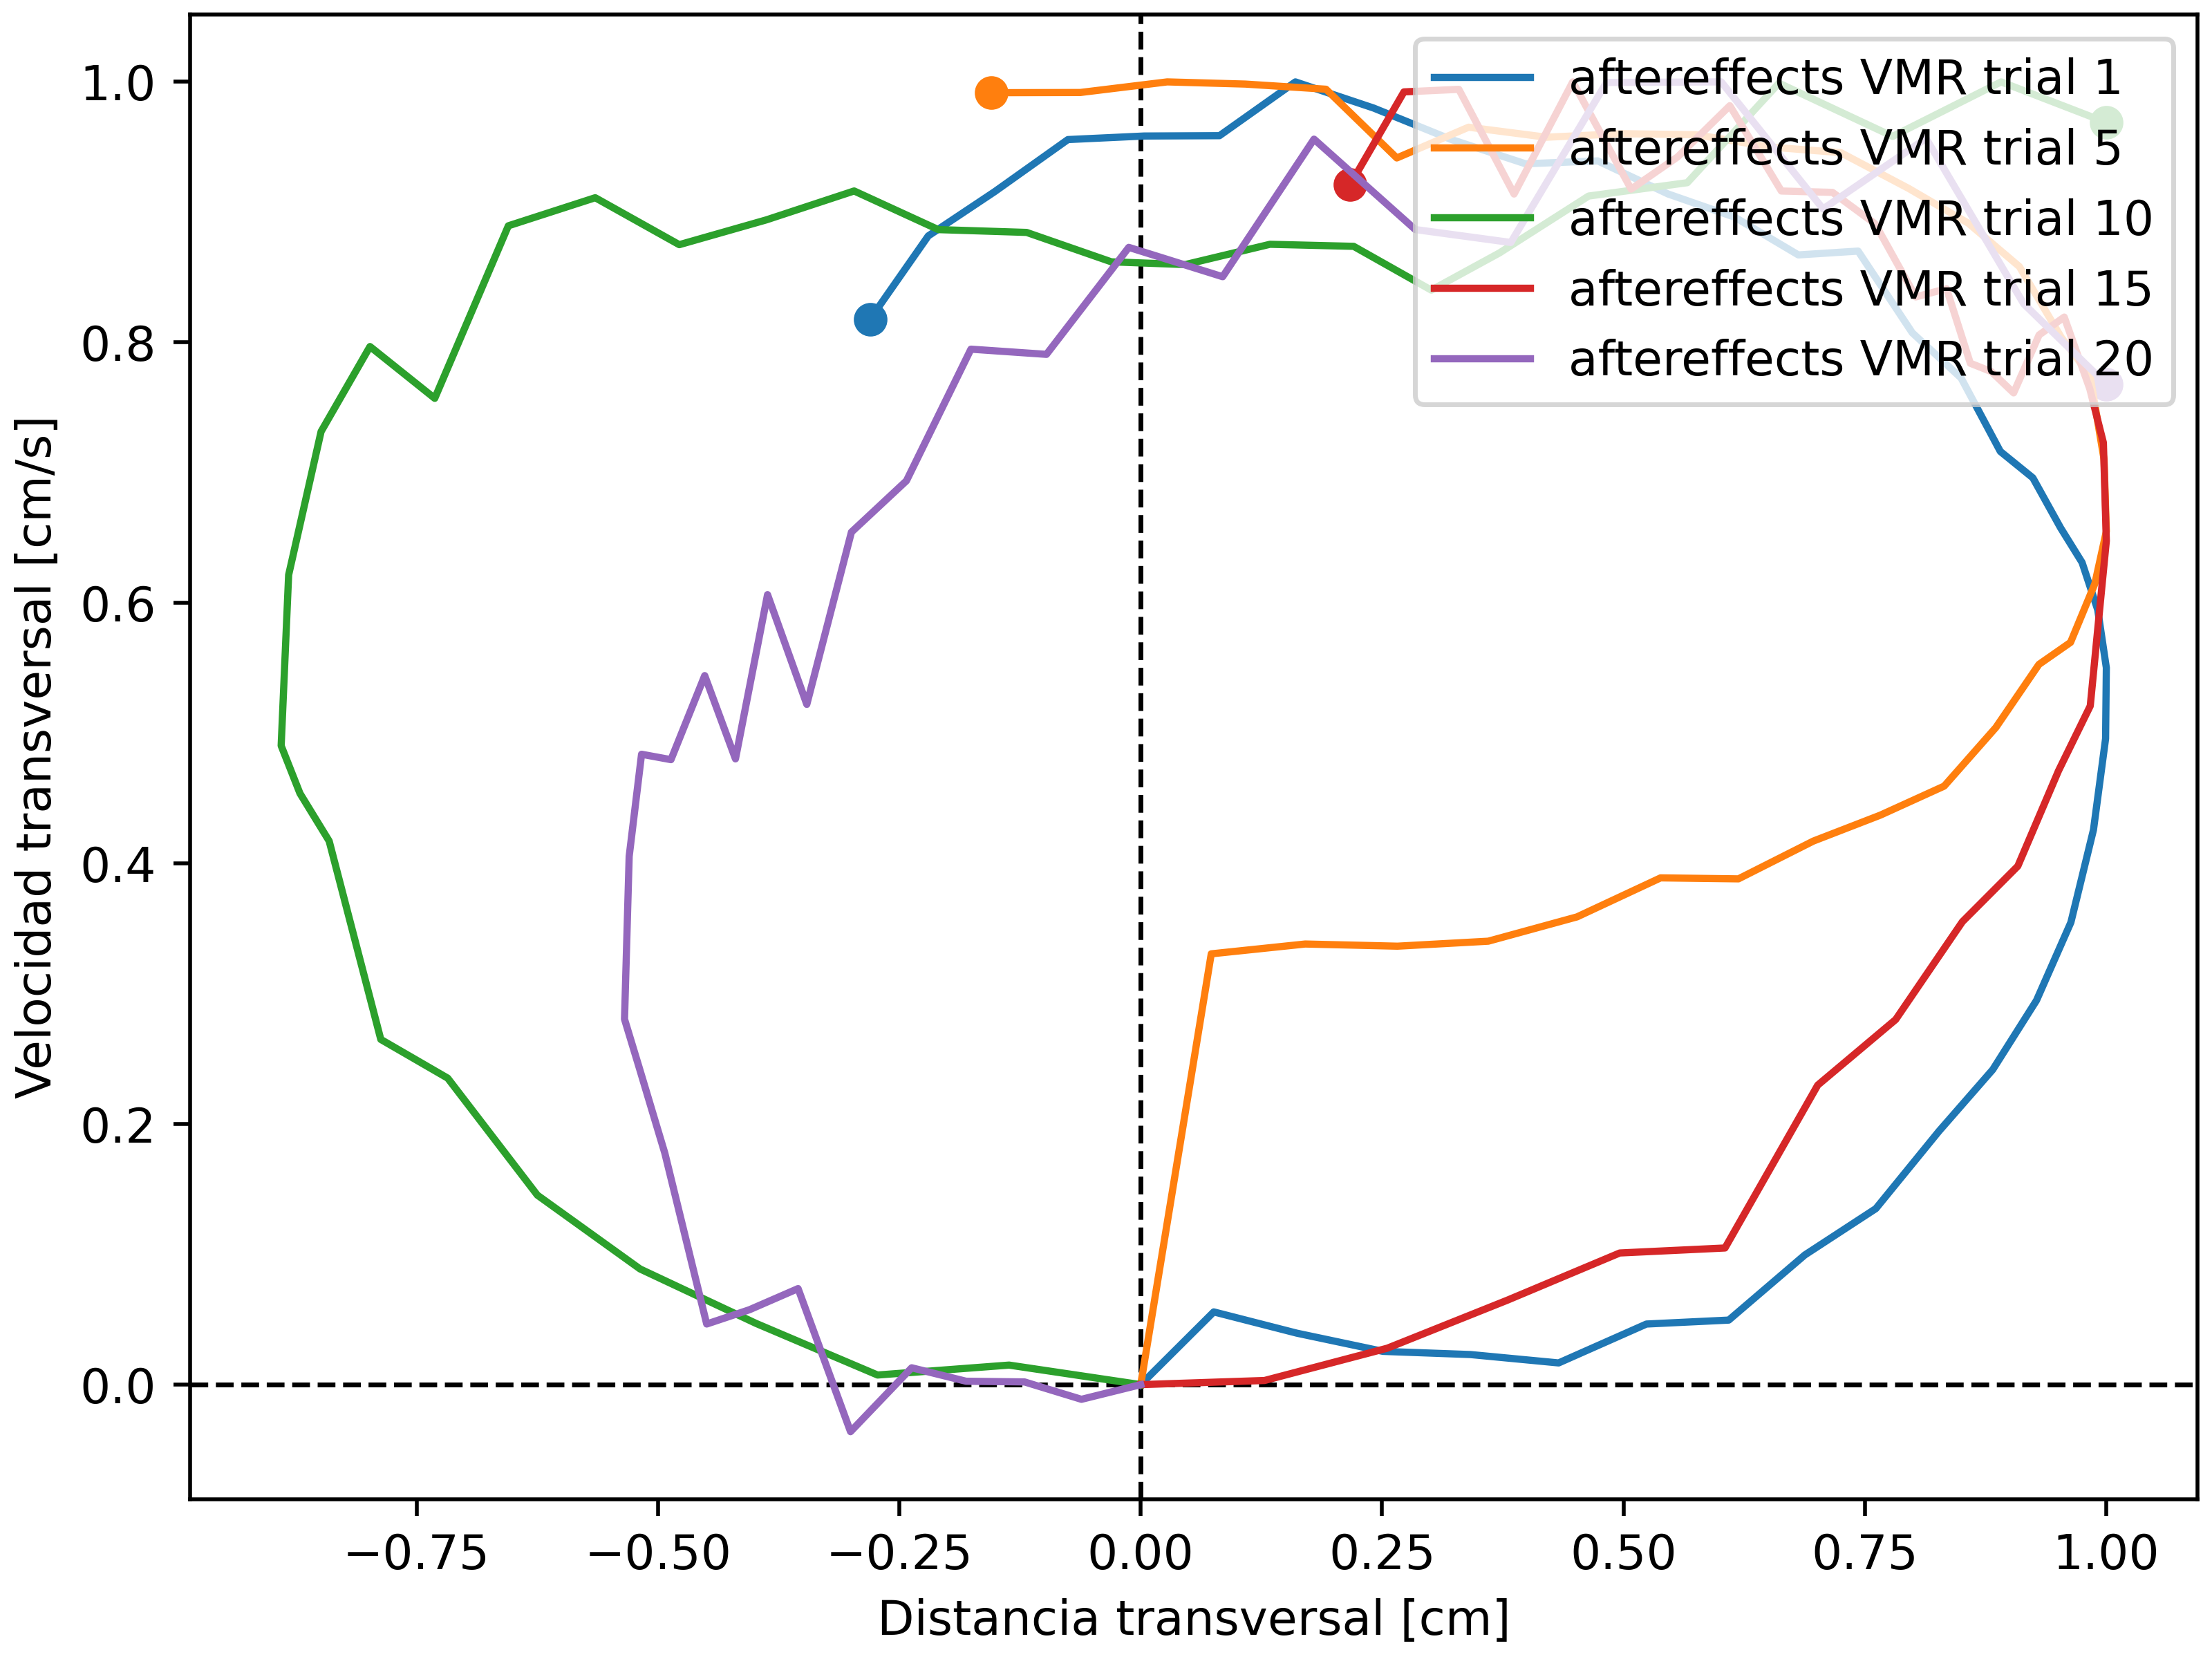 1.0
0.8
0.6
0.4
0.2
0.0
Velocidad transversal [cm/s]
aftereffects VMR trial 1
aftereffects VMR trial 5
aftereffects VMR trial 10
aftereffects VMR trial 15
aftereffects VMR trial 20
−0.75 −0.50 −0.25 0.00 0.25 0.50 0.75 1.00
Distancia transversal [cm]